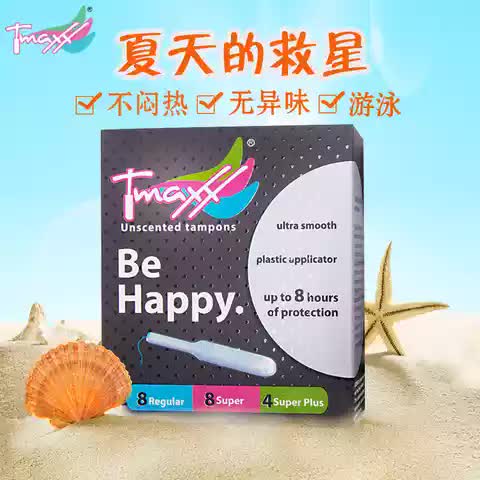 Tmaxx®
夏天的救星
不闷热 无异味 游泳
Tmaxx®
Unscented tampons
ultra smooth
plastic applicator
up to 8 hours
of protection
Be
Happy.
8 Regular 8 Super 4 Super Plus